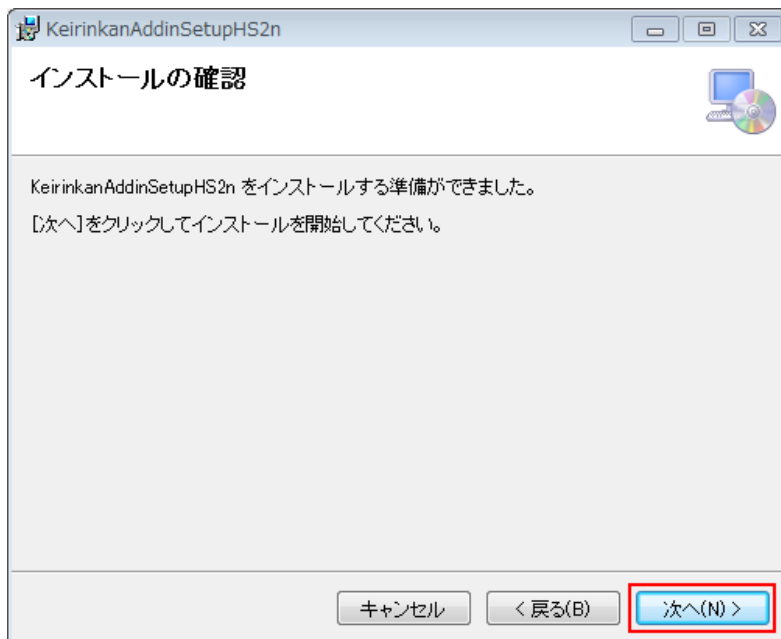 KeirinkanAddinSetupHS2n
インストールの確認
KeirinkanAddinSetupHS2n をインストールする準備ができました。
[次へ]をクリックしてインストールを開始してください。
キャンセル
< 戻る(B)
次へ(N) >